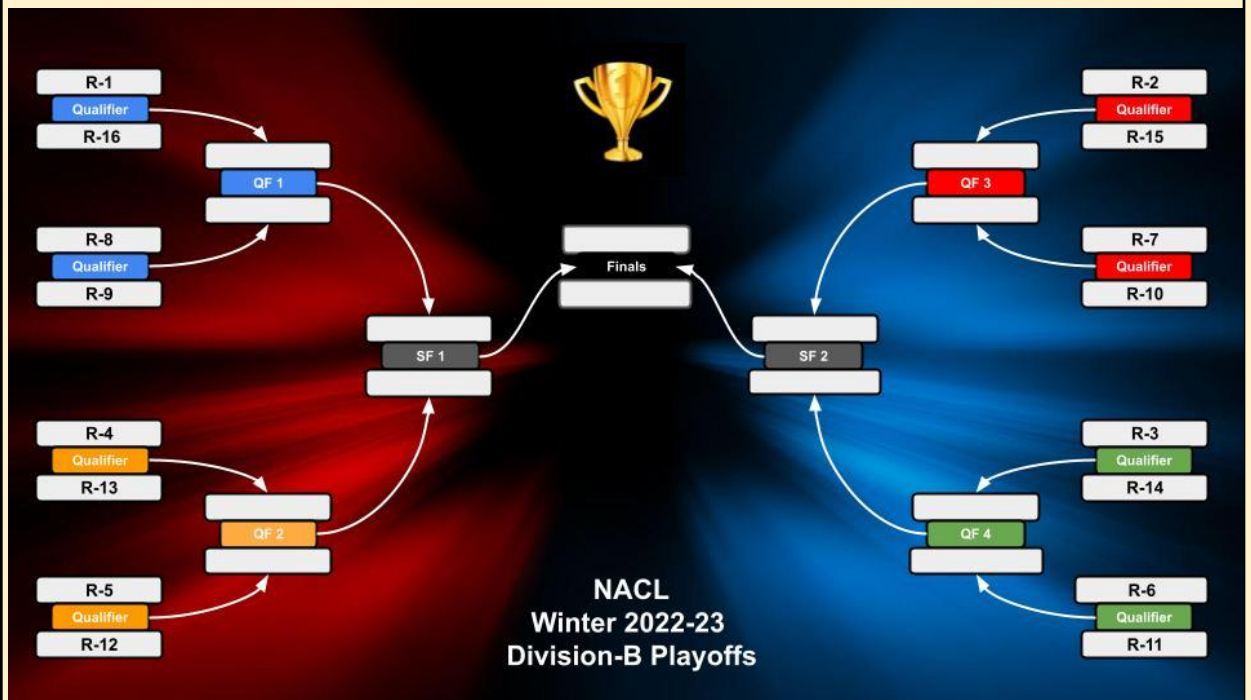 R-1
Qualifier
R-16
QF 1
R-8
Qualifier
R-9
SF 1
R-4
Qualifier
R-13
QF 2
R-5
Qualifier
R-12
Finals
NACL
Winter 2022-23
Division-B Playoffs
R-2
Qualifier
R-15
QF 3
R-7
Qualifier
R-10
SF 2
R-3
Qualifier
R-14
QF 4
R-6
Qualifier
R-11